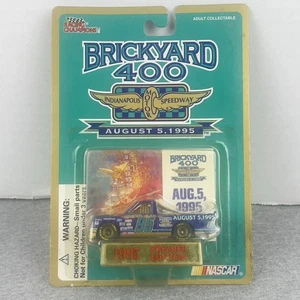 RACING CHAMPIONS
ADULT COLLECTABLE
BRICKYARD
400
INDIANAPOLIS SPEEDWAY
AUGUST 5, 1995
BRICKYARD
400
AUG. 5,
1995
AUGUST 5, 1995
WARNING:
CHOKING HAZARD-Small parts
Not for Children under 3 years.
NASCAR